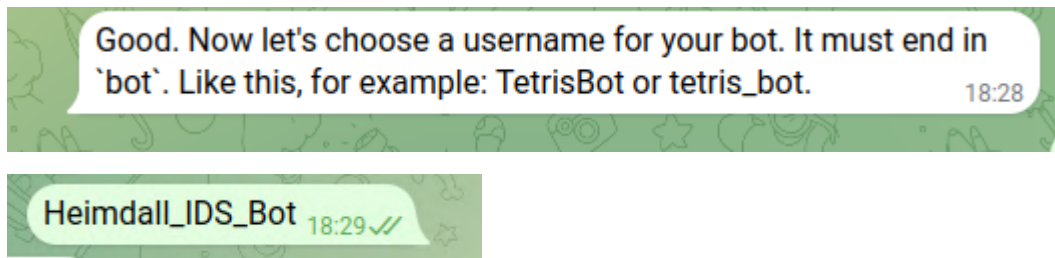 Good. Now let's choose a username for your bot. It must end in
`bot`. Like this, for example: TetrisBot or tetris_bot.
18:28
Heimdall_IDS_Bot 18:29